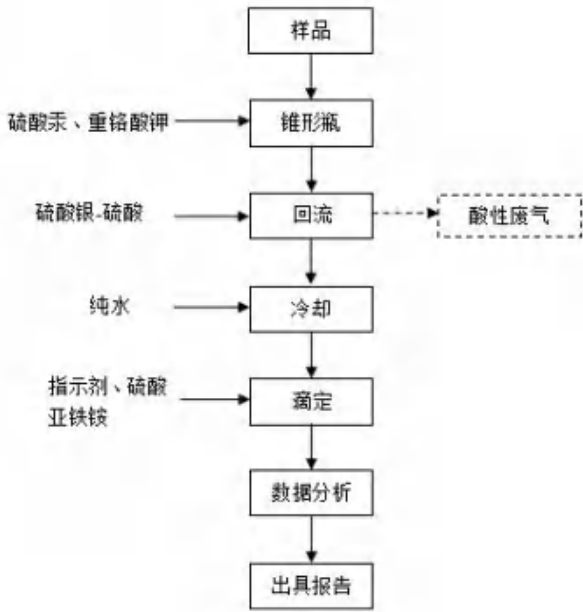 样品
硫酸汞、重铬酸钾
锥形瓶
硫酸银-硫酸
回流
酸性废气
纯水
冷却
指示剂、硫酸
亚铁铵
滴定
数据分析
出具报告